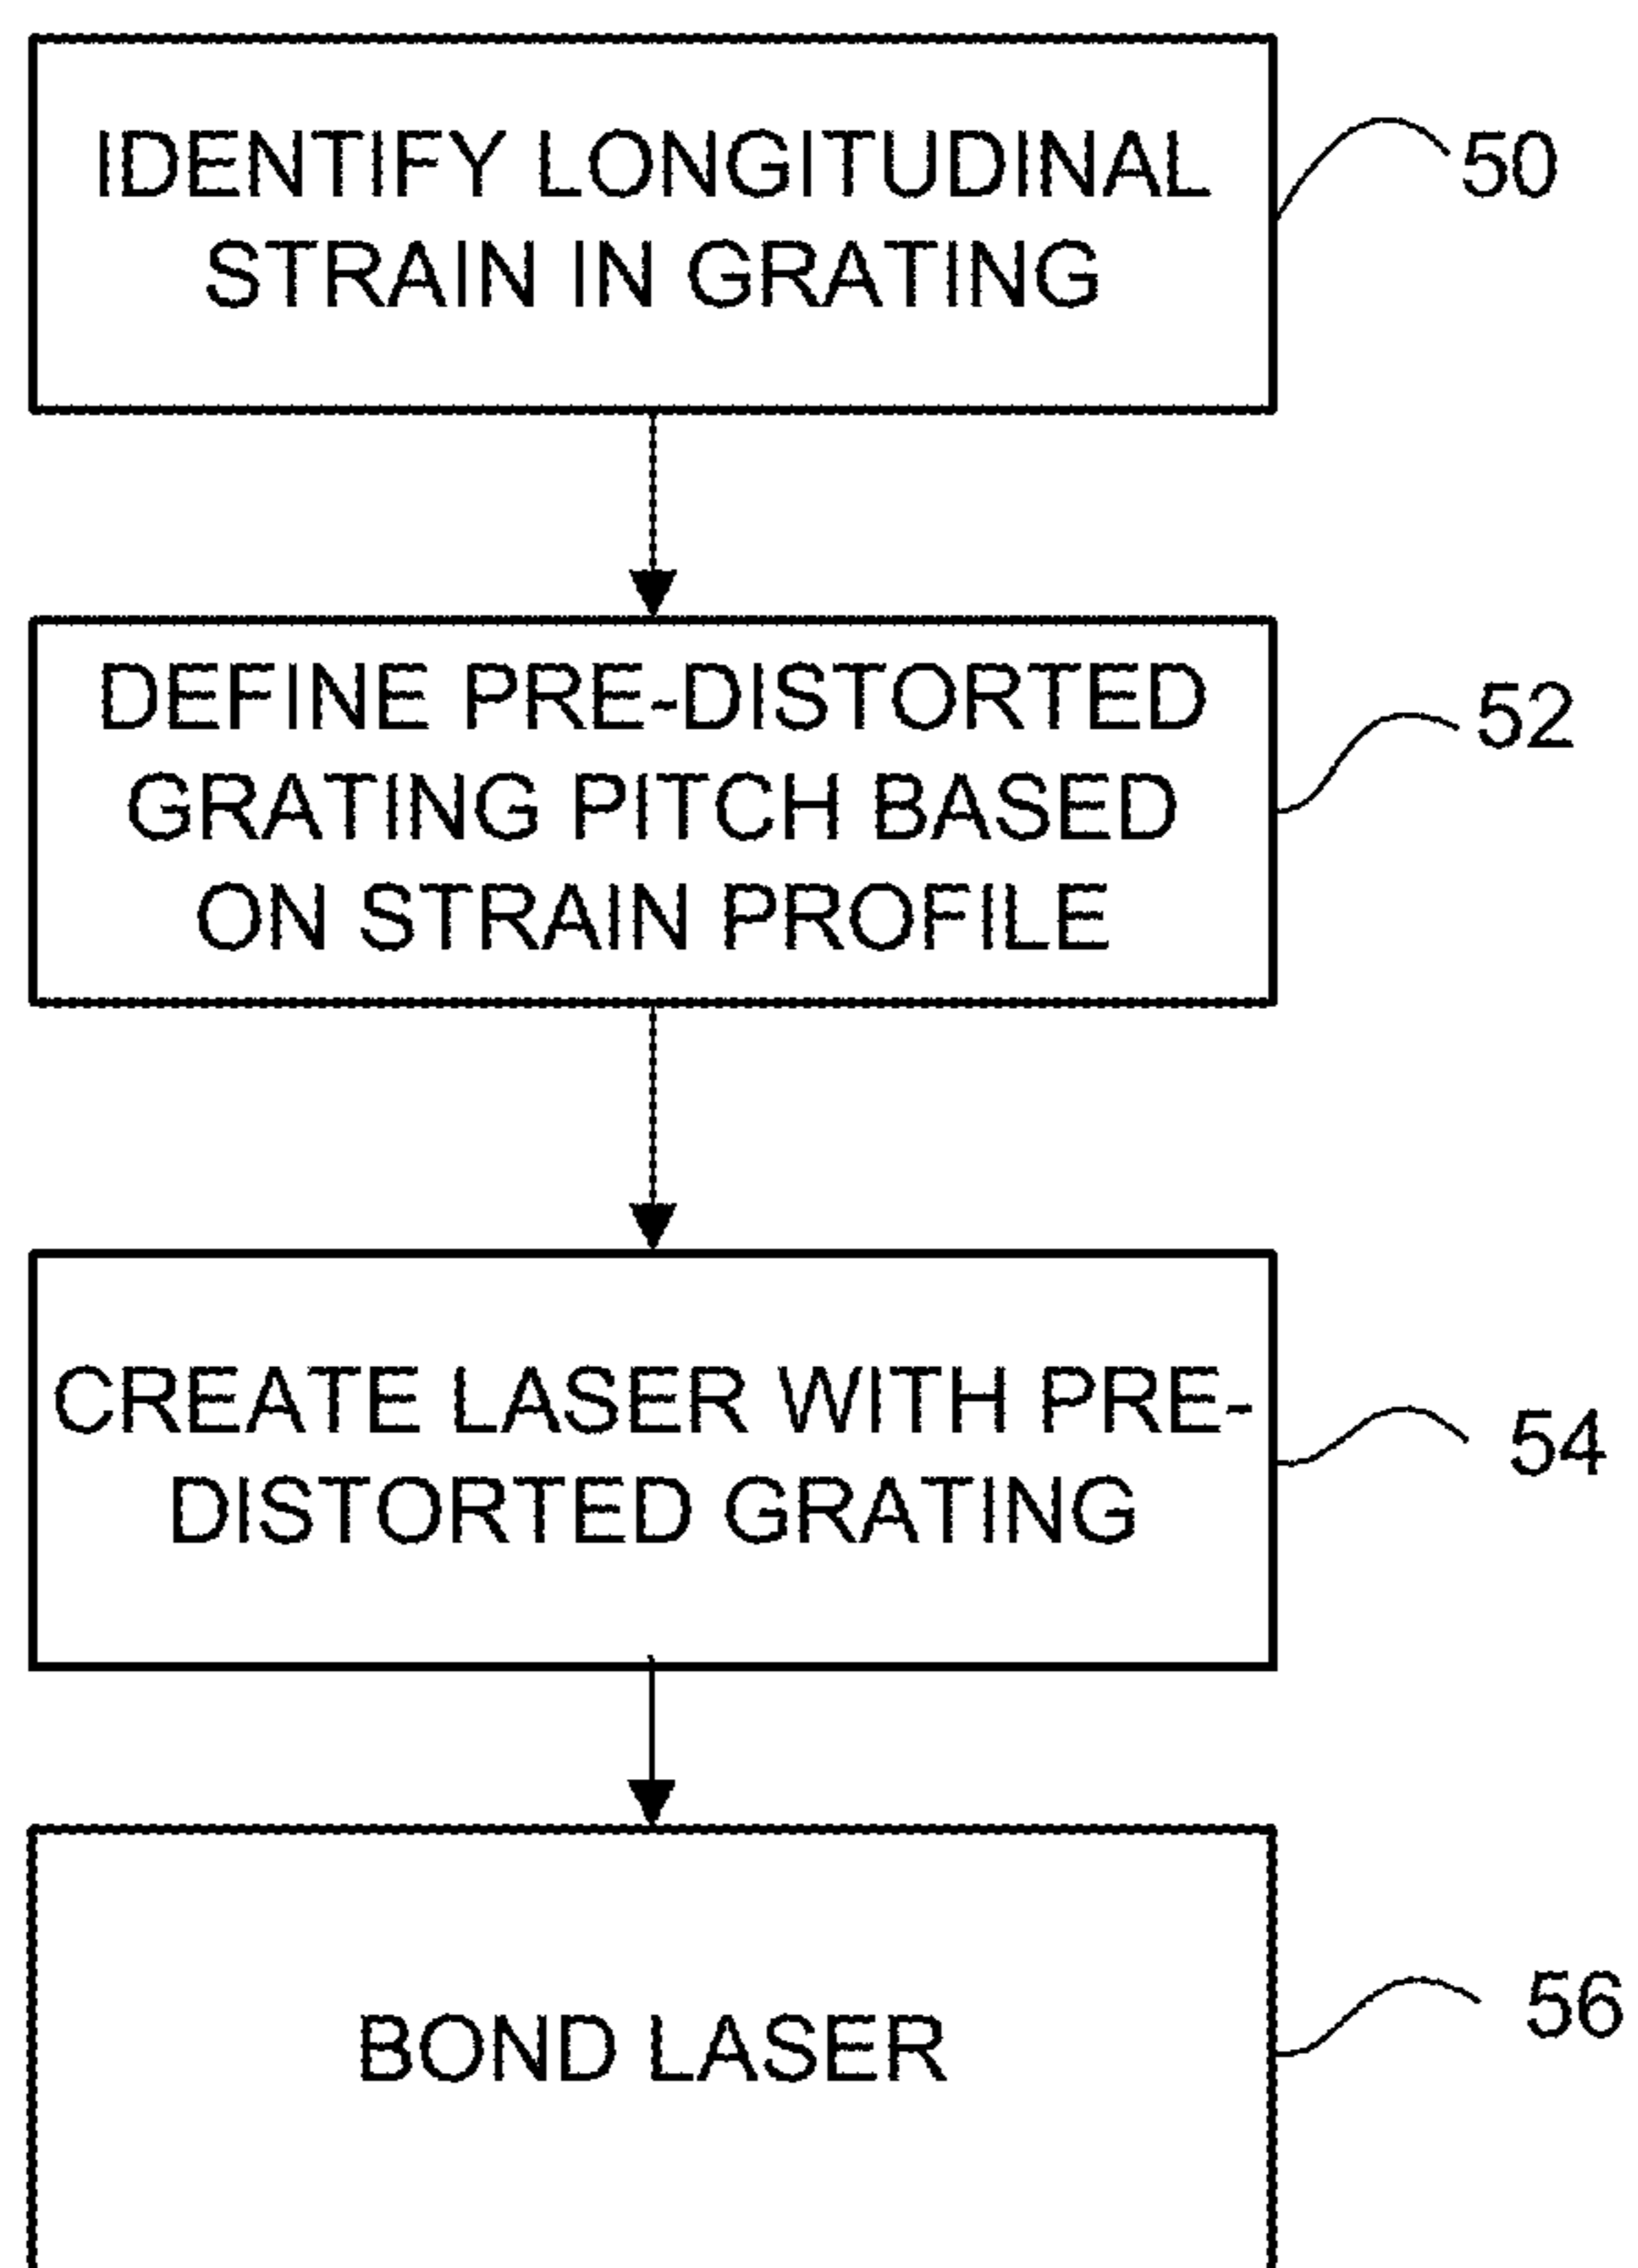 IDENTIFY LONGITUDINAL
STRAIN IN GRATING
50
DEFINE PRE-DISTORTED
GRATING PITCH BASED
ON STRAIN PROFILE
52
CREATE LASER WITH PRE-
DISTORTED GRATING
54
BOND LASER
56